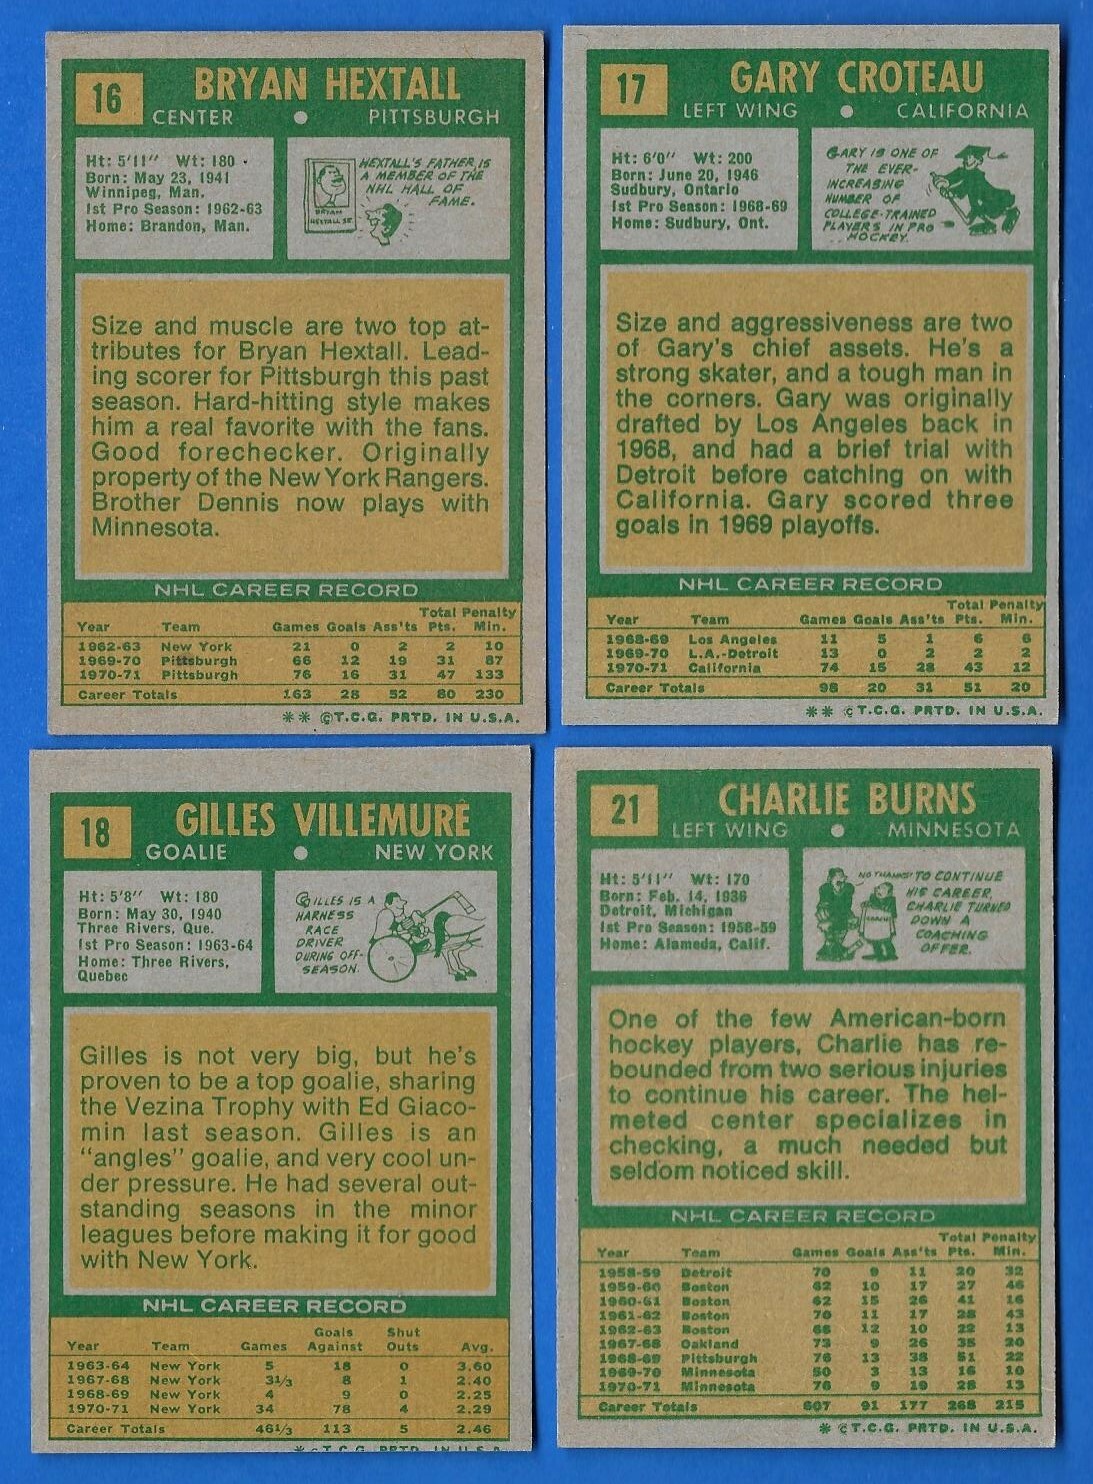 16
BRYAN HEXTALL
CENTER • PITTSBURGH
Ht: 5'11" Wt: 180
Born: May 23, 1941
Winnipeg, Man.
1st Pro Season: 1962-63
Home: Brandon, Man.
HEXTALL'S FATHER IS
A MEMBER OF THE
NHL HALL OF
FAME.
BRYAN
HEXTALL SR.
Size and muscle are two top at-
tributes for Bryan Hextall. Lead-
ing scorer for Pittsburgh this past
season. Hard-hitting style makes
him a real favorite with the fans.
Good forechecker. Originally
property of the New York Rangers.
Brother Dennis now plays with
Minnesota.
NHL CAREER RECORD
Total Penalty
Year Team Games Goals Ass'ts Pts. Min.
1962-63 New York 21 0 2 2 10
1969-70 Pittsburgh 66 12 19 31 87
1970-71 Pittsburgh 76 16 31 47 133
Career Totals 163 28 52 80 230
** ©T.C.G. PRTD. IN U.S.A.
17
GARY CROTEAU
LEFT WING • CALIFORNIA
Ht: 6'0" Wt: 200
Born: June 20, 1946
Sudbury, Ontario
1st Pro Season: 1968-69
Home: Sudbury, Ont.
GARY IS ONE OF
THE EVER-
INCREASING
NUMBER OF
COLLEGE-TRAINED
PLAYERS IN PRO
HOCKEY.
Size and aggressiveness are two
of Gary's chief assets. He's a
strong skater, and a tough man in
the corners. Gary was originally
drafted by Los Angeles back in
1968, and had a brief trial with
Detroit before catching on with
California. Gary scored three
goals in 1969 playoffs.
NHL CAREER RECORD
Total Penalty
Year Team Games Goals Ass'ts Pts. Min.
1968-69 Los Angeles 11 5 1 6 6
1969-70 L.A.-Detroit 13 0 2 2 2
1970-71 California 74 15 28 43 12
Career Totals 98 20 31 51 20
** ©T.C.G. PRTD. IN U.S.A.
18
GILLES VILLEMURE
GOALIE • NEW YORK
Ht: 5'8" Wt: 180
Born: May 30, 1940
Three Rivers, Que.
1st Pro Season: 1963-64
Home: Three Rivers,
Quebec
GILLES IS A
HARNESS
RACE
DRIVER
DURING OFF-
SEASON.
Gilles is not very big, but he's
proven to be a top goalie, sharing
the Vezina Trophy with Ed Giaco-
min last season. Gilles is an
"angles" goalie, and very cool un-
der pressure. He had several out-
standing seasons in the minor
leagues before making it for good
with New York.
NHL CAREER RECORD
Goals Shut
Year Team Games Against Outs Avg.
1963-64 New York 5 18 0 3.60
1967-68 New York 3⅓ 8 1 2.40
1968-69 New York 4 9 0 2.25
1970-71 New York 34 78 4 2.29
Career Totals 46⅓ 113 5 2.46
* ©T.C.G. PRTD. IN U.S.A.
21
CHARLIE BURNS
LEFT WING • MINNESOTA
Ht: 5'11" Wt: 170
Born: Feb. 14, 1936
Detroit, Michigan
1st Pro Season: 1958-59
Home: Alameda, Calif.
NO THANKS!
TO CONTINUE
HIS CAREER,
CHARLIE TURNED
DOWN A
COACHING
OFFER.
COACH
One of the few American-born
hockey players, Charlie has re-
bounded from two serious injuries
to continue his career. The hel-
meted center specializes in
checking, a much needed but
seldom noticed skill.
NHL CAREER RECORD
Total Penalty
Year Team Games Goals Ass'ts Pts. Min.
1958-59 Detroit 70 9 11 20 32
1959-60 Boston 62 10 17 27 46
1960-61 Boston 62 15 26 41 16
1961-62 Boston 70 11 17 28 43
1962-63 Boston 68 12 10 22 13
1967-68 Oakland 73 9 26 35 20
1968-69 Pittsburgh 76 13 38 51 22
1969-70 Minnesota 50 3 13 16 10
1970-71 Minnesota 76 9 19 28 13
Career Totals 607 91 177 268 215
* ©T.C.G. PRTD. IN U.S.A.